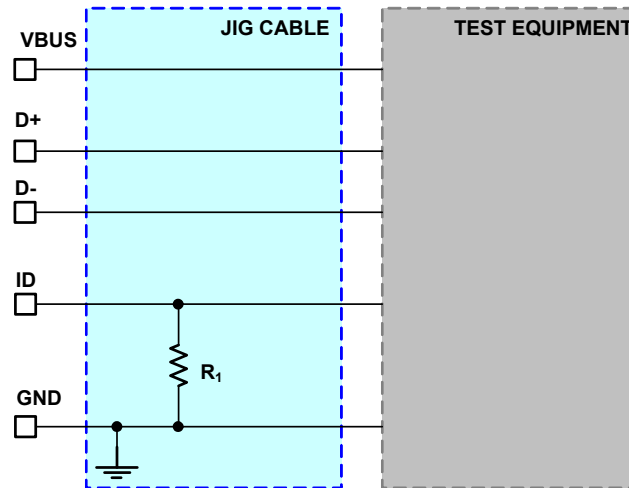 JIG CABLE
TEST EQUIPMENT
VBUS
D+
D-
ID
R₁
GND